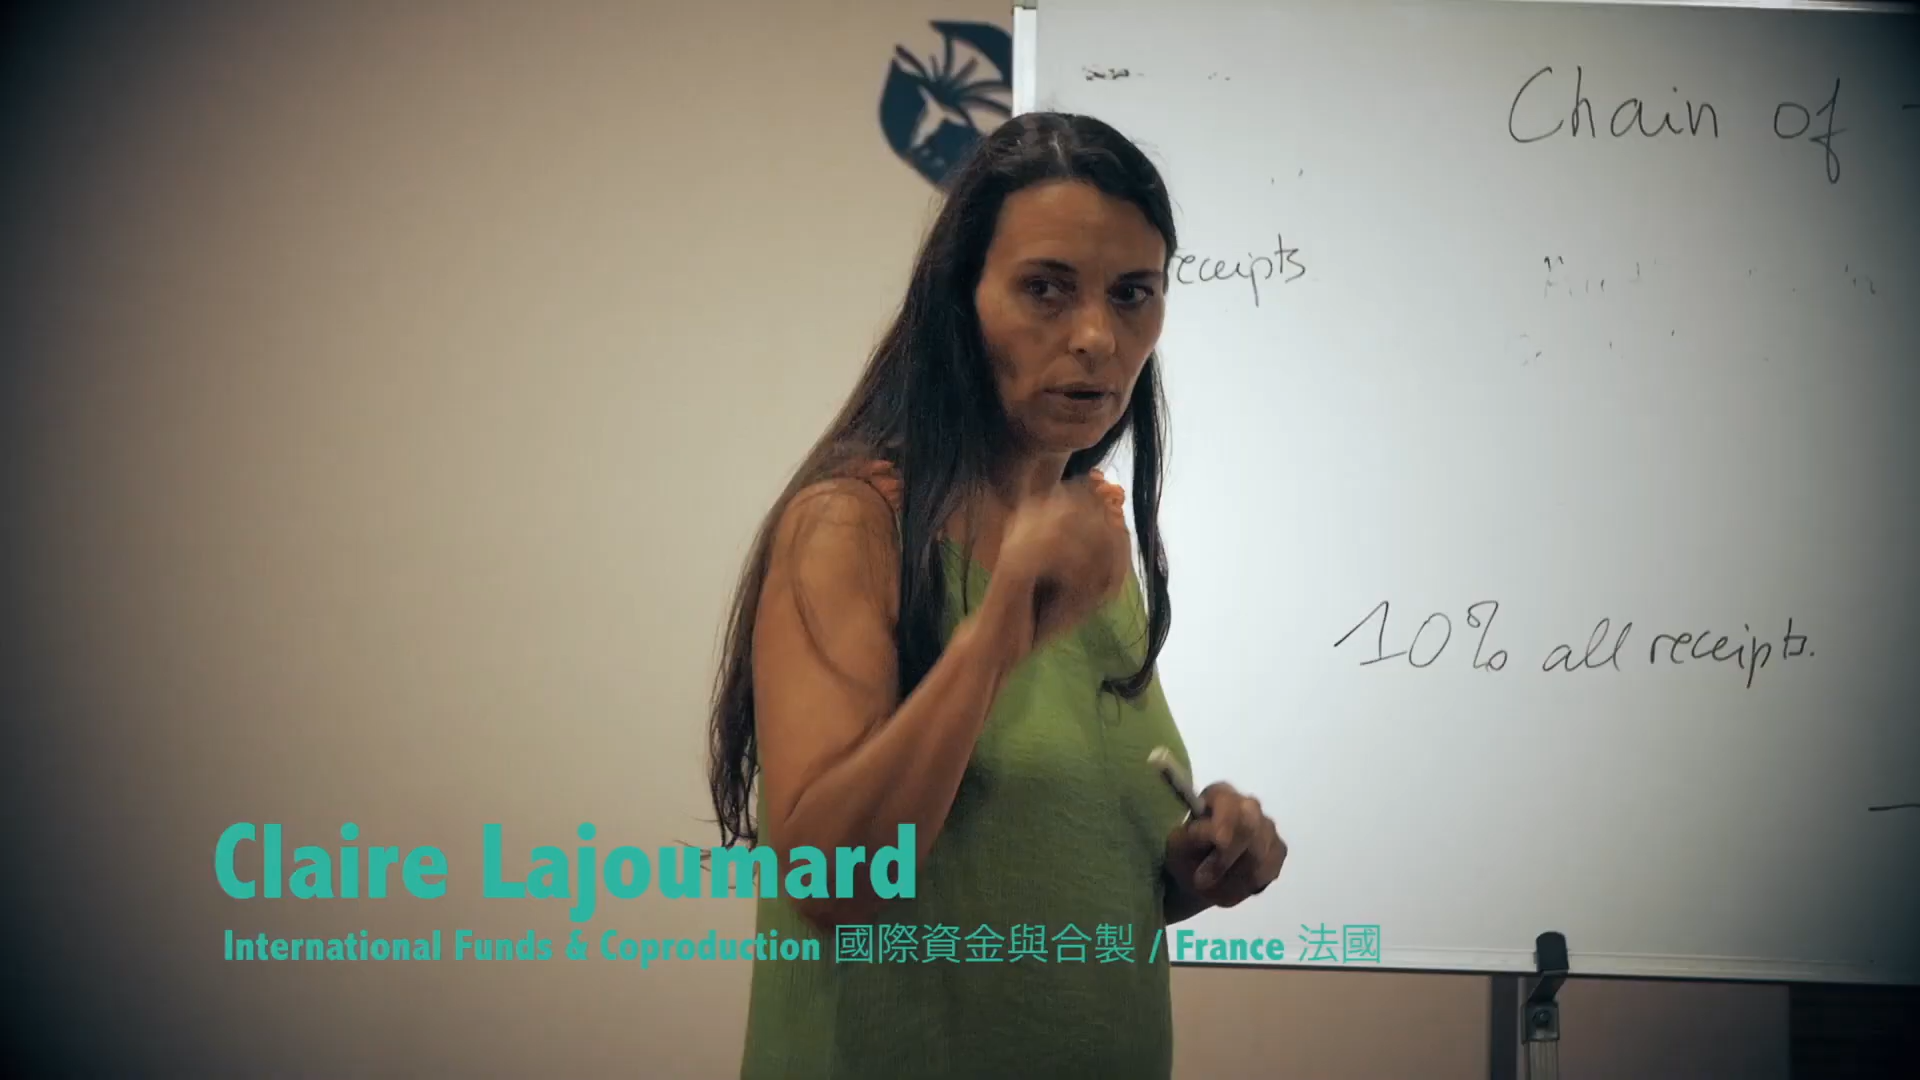 Chain of
receipts
10% all receipts.
Claire Lajoumard
International Funds & Coproduction 國際資金與合製 / France 法國